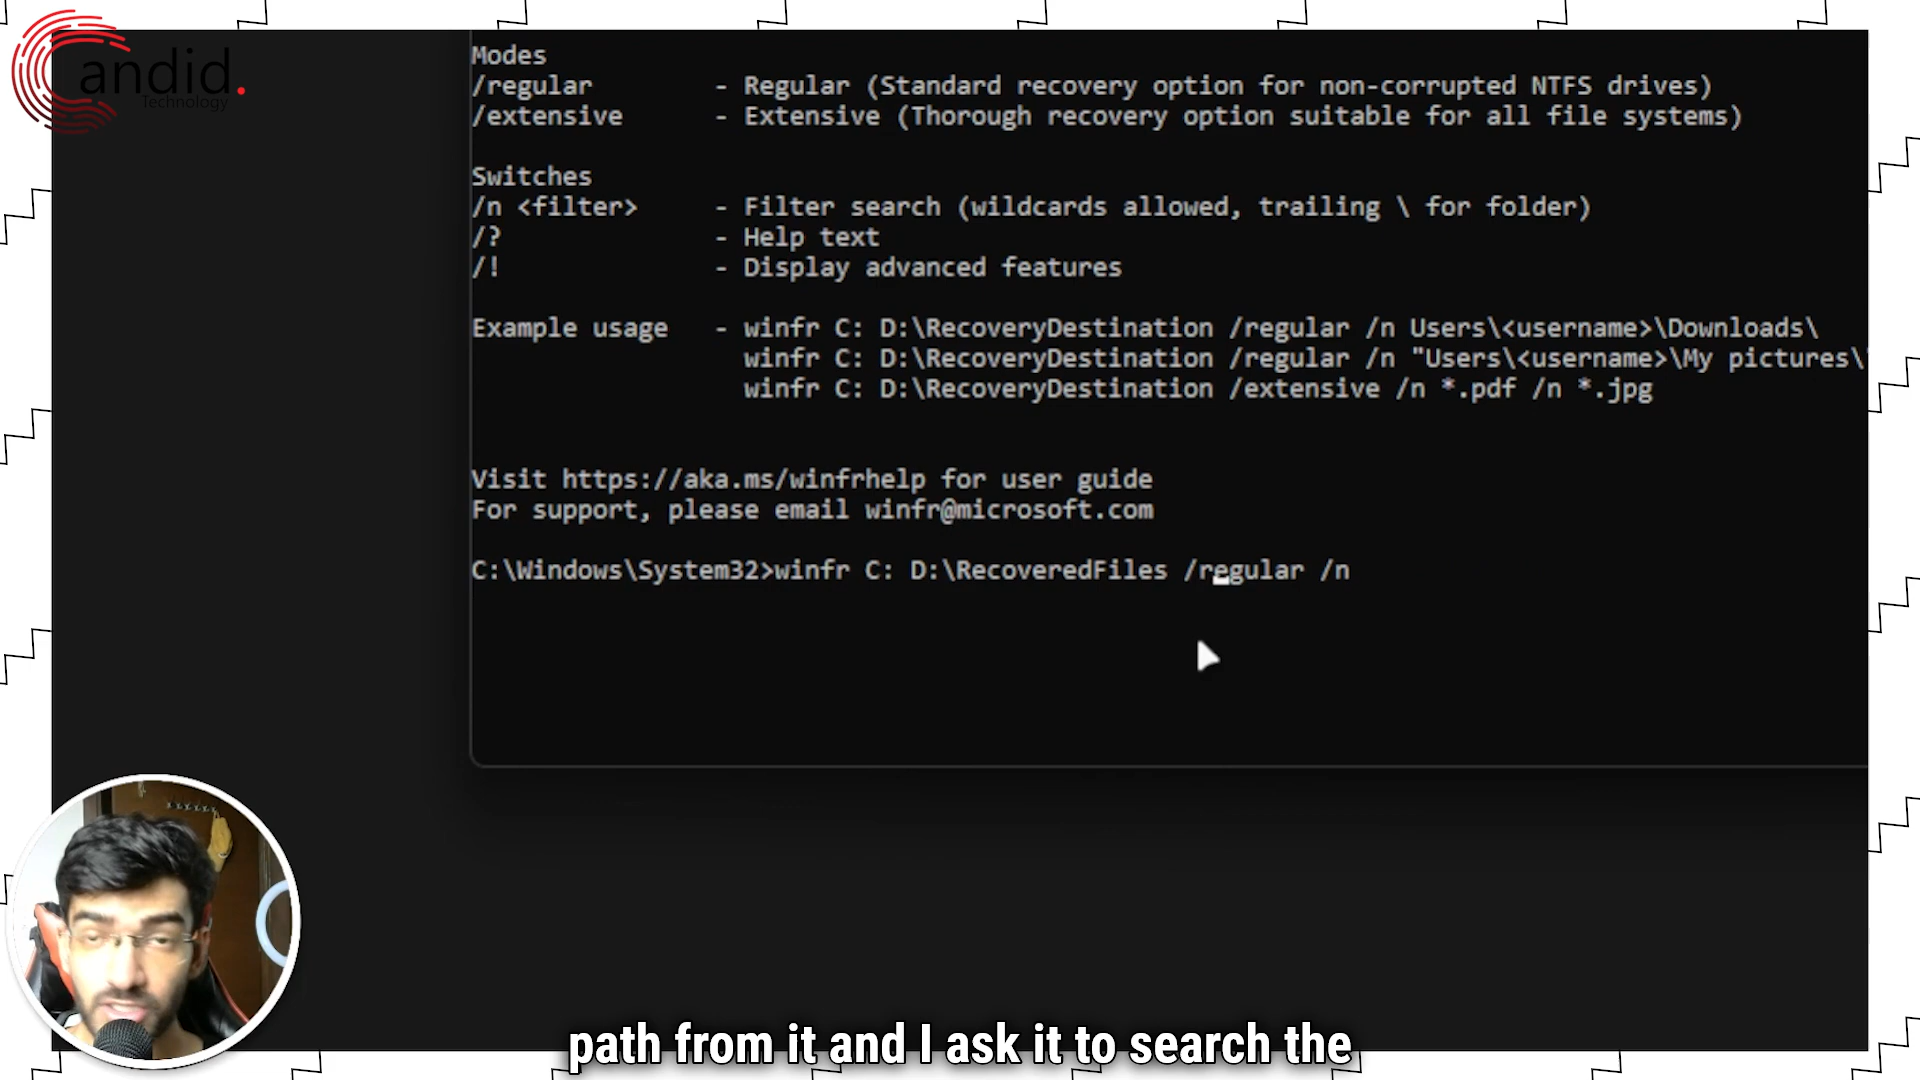 Candid.
Technology
Modes
/regular - Regular (Standard recovery option for non-corrupted NTFS drives)
/extensive - Extensive (Thorough recovery option suitable for all file systems)
Switches
/n <filter> - Filter search (wildcards allowed, trailing \ for folder)
/? - Help text
/! - Display advanced features
Example usage - winfr C: D:\RecoveryDestination /regular /n Users\<username>\Downloads\
winfr C: D:\RecoveryDestination /regular /n "Users\<username>\My pictures\
winfr C: D:\RecoveryDestination /extensive /n *.pdf /n *.jpg
Visit https://aka.ms/winfrhelp for user guide
For support, please email winfr@microsoft.com
C:\Windows\System32>winfr C: D:\RecoveredFiles /regular /n
path from it and I ask it to search the